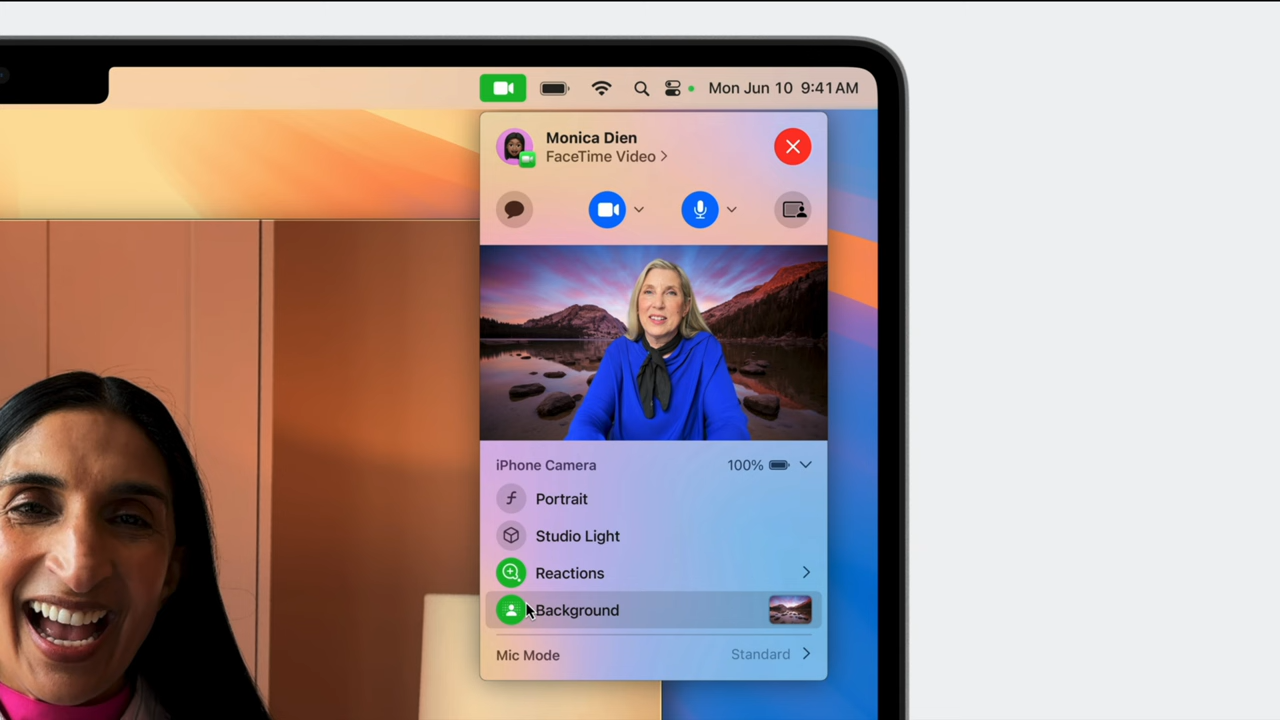 Mon Jun 10 9:41 AM
Monica Dien
FaceTime Video
iPhone Camera 100%
Portrait
Studio Light
Reactions
Background
Mic Mode Standard